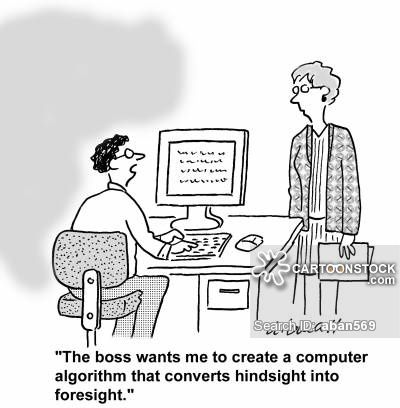 CARTOONSTOCK
.com
Search ID: aban569
"The boss wants me to create a computer
algorithm that converts hindsight into
foresight."